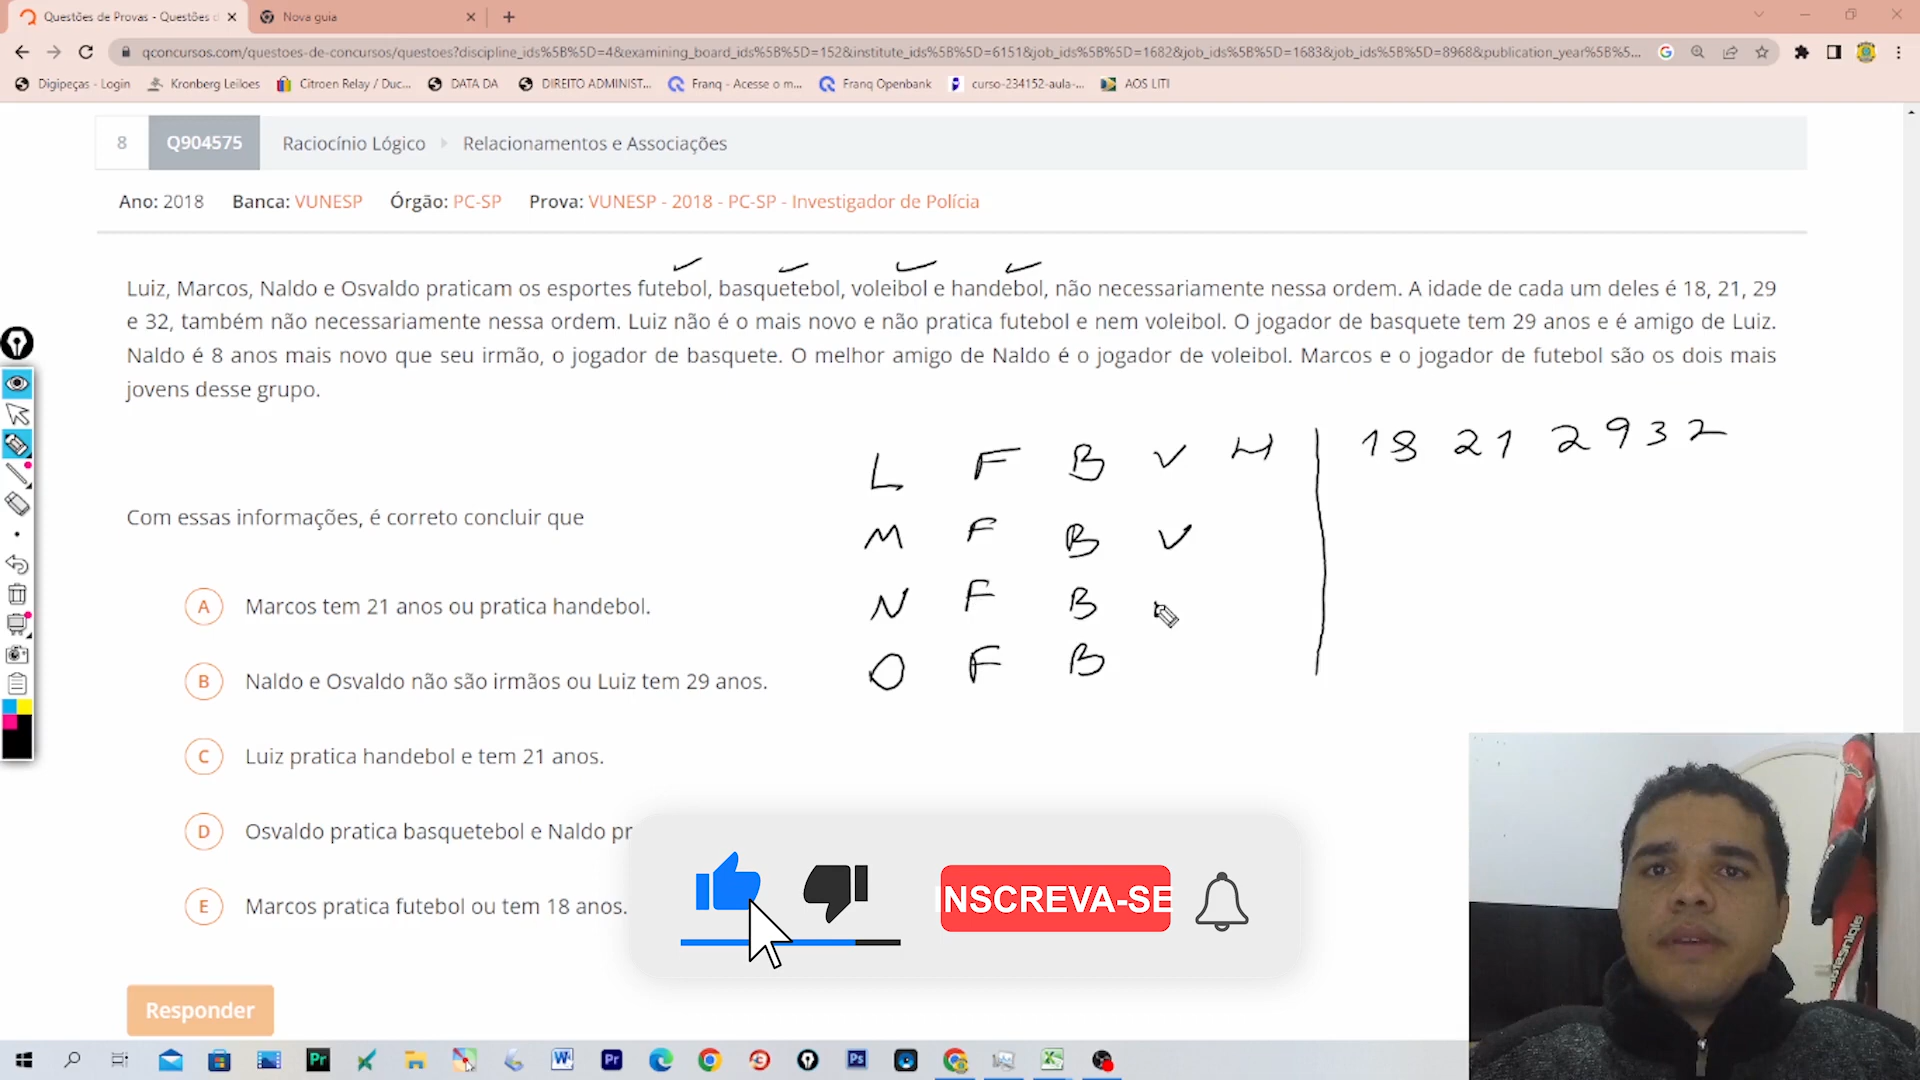 Questões de Provas - Questões d
Nova guia
qconcursos.com/questoes-de-concursos/questoes?discipline_ids%5B%5D=4&examining_board_ids%5B%5D=152&institute_ids%5B%5D=6151&job_ids%5B%5D=1682&job_ids%5B%5D=1683&job_ids%5B%5D=8968&publication_year%5B%5...
Digipeças - Login
Kronberg Leiloes
Citroen Relay / Duc...
DATA DA
DIREITO ADMINIST...
Franq - Acesse o m...
Franq Openbank
curso-234152-aula-...
AOS LITI
8 Q904575 Raciocínio Lógico Relacionamentos e Associações
Ano: 2018 Banca: VUNESP Órgão: PC-SP Prova: VUNESP - 2018 - PC-SP - Investigador de Polícia
Luiz, Marcos, Naldo e Osvaldo praticam os esportes futebol, basquetebol, voleibol e handebol, não necessariamente nessa ordem. A idade de cada um deles é 18, 21, 29
e 32, também não necessariamente nessa ordem. Luiz não é o mais novo e não pratica futebol e nem voleibol. O jogador de basquete tem 29 anos e é amigo de Luiz.
Naldo é 8 anos mais novo que seu irmão, o jogador de basquete. O melhor amigo de Naldo é o jogador de voleibol. Marcos e o jogador de futebol são os dois mais
jovens desse grupo.
L F B V H 18 21 29 32
M F B V
N F B
O F B
Com essas informações, é correto concluir que
A Marcos tem 21 anos ou pratica handebol.
B Naldo e Osvaldo não são irmãos ou Luiz tem 29 anos.
C Luiz pratica handebol e tem 21 anos.
D Osvaldo pratica basquetebol e Naldo pr
E Marcos pratica futebol ou tem 18 anos.
INSCREVA-SE
Responder